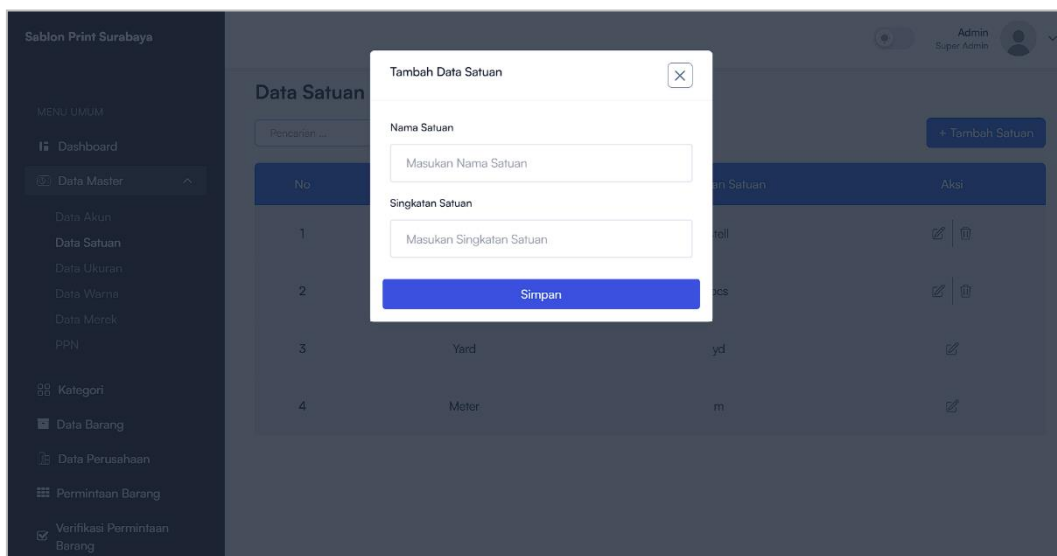 Sablon Print Surabaya
Admin
Super Admin
Tambah Data Satuan
Data Satuan
MENU UMUM
Nama Satuan
Pencarian ...
+ Tambah Satuan
Dashboard
Masukan Nama Satuan
Data Master
No
an Satuan
Aksi
Singkatan Satuan
Data Akun
1
Masukan Singkatan Satuan
Data Satuan
Data Ukuran
2
Simpan
pcs
Data Warna
Data Merek
PPN
3
Yard
yd
Kategori
4
Meter
m
Data Barang
Data Perusahaan
Permintaan Barang
Verifikasi Permintaan
Barang